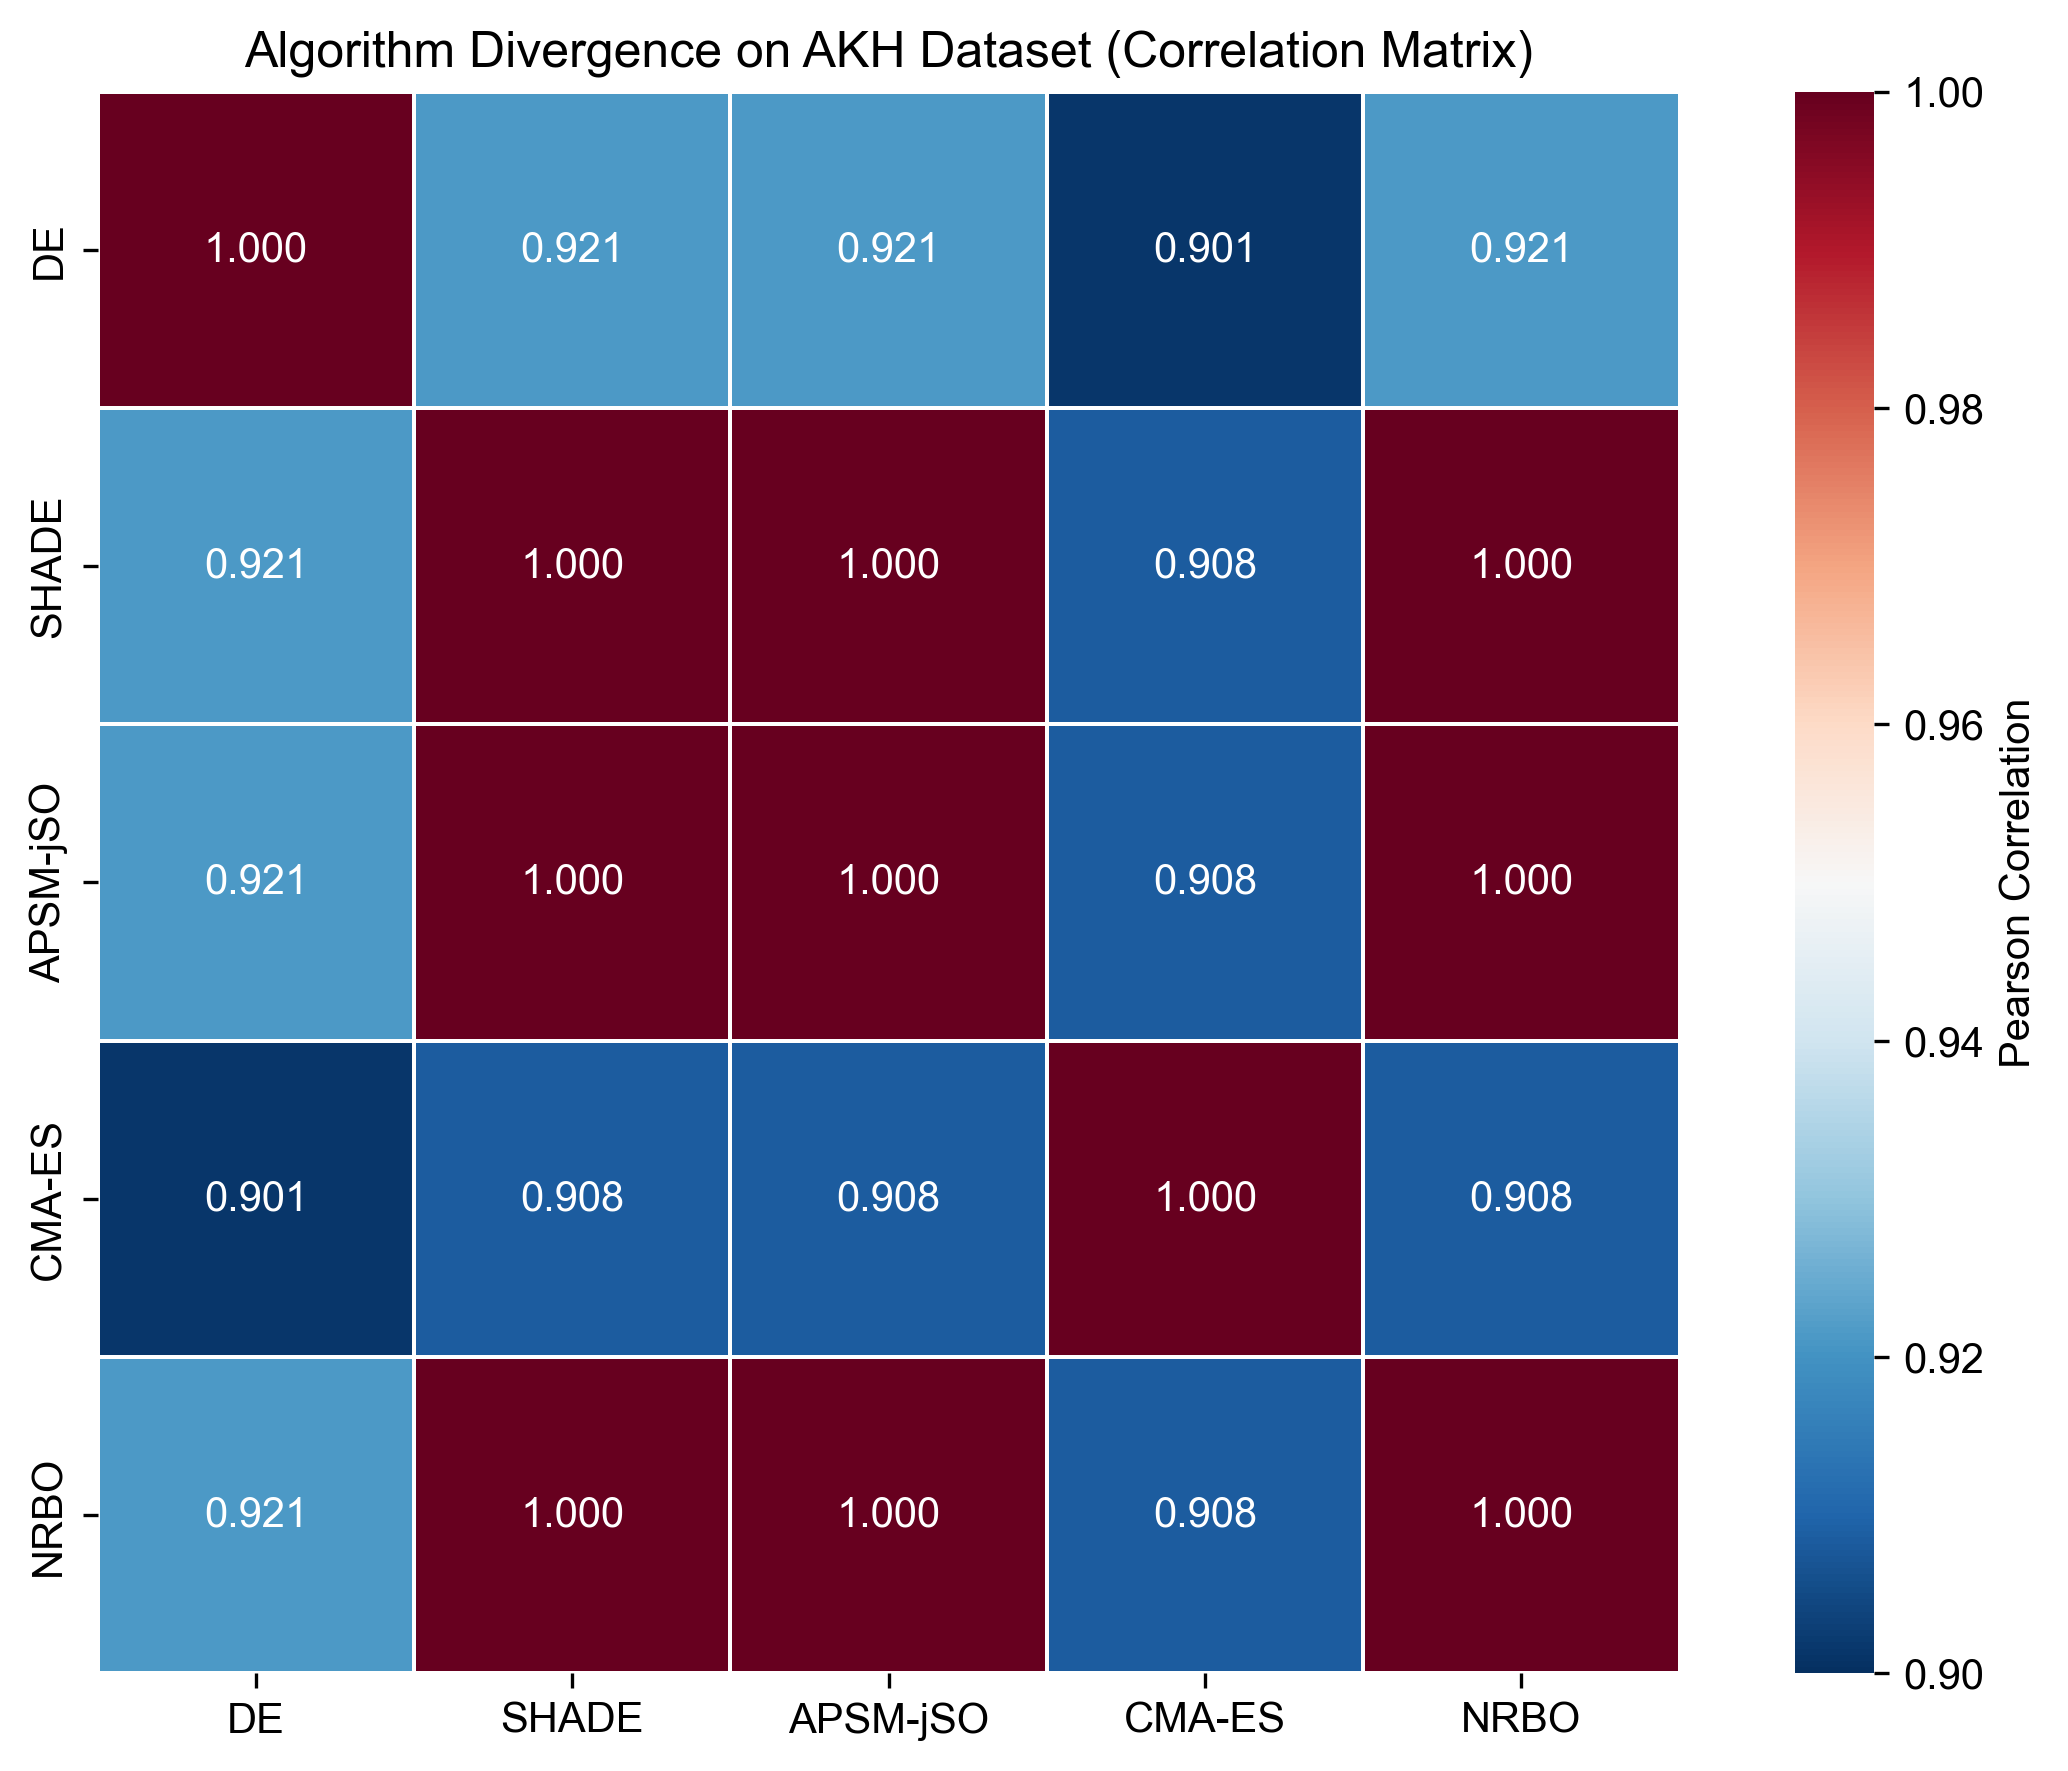 Algorithm Divergence on AKH Dataset (Correlation Matrix)
DE 1.000 0.921 0.921 0.901 0.921
SHADE 0.921 1.000 1.000 0.908 1.000
APSM-jSO 0.921 1.000 1.000 0.908 1.000
CMA-ES 0.901 0.908 0.908 1.000 0.908
NRBO 0.921 1.000 1.000 0.908 1.000
DE SHADE APSM-jSO CMA-ES NRBO
1.00
0.98
0.96
0.94
0.92
0.90
Pearson Correlation